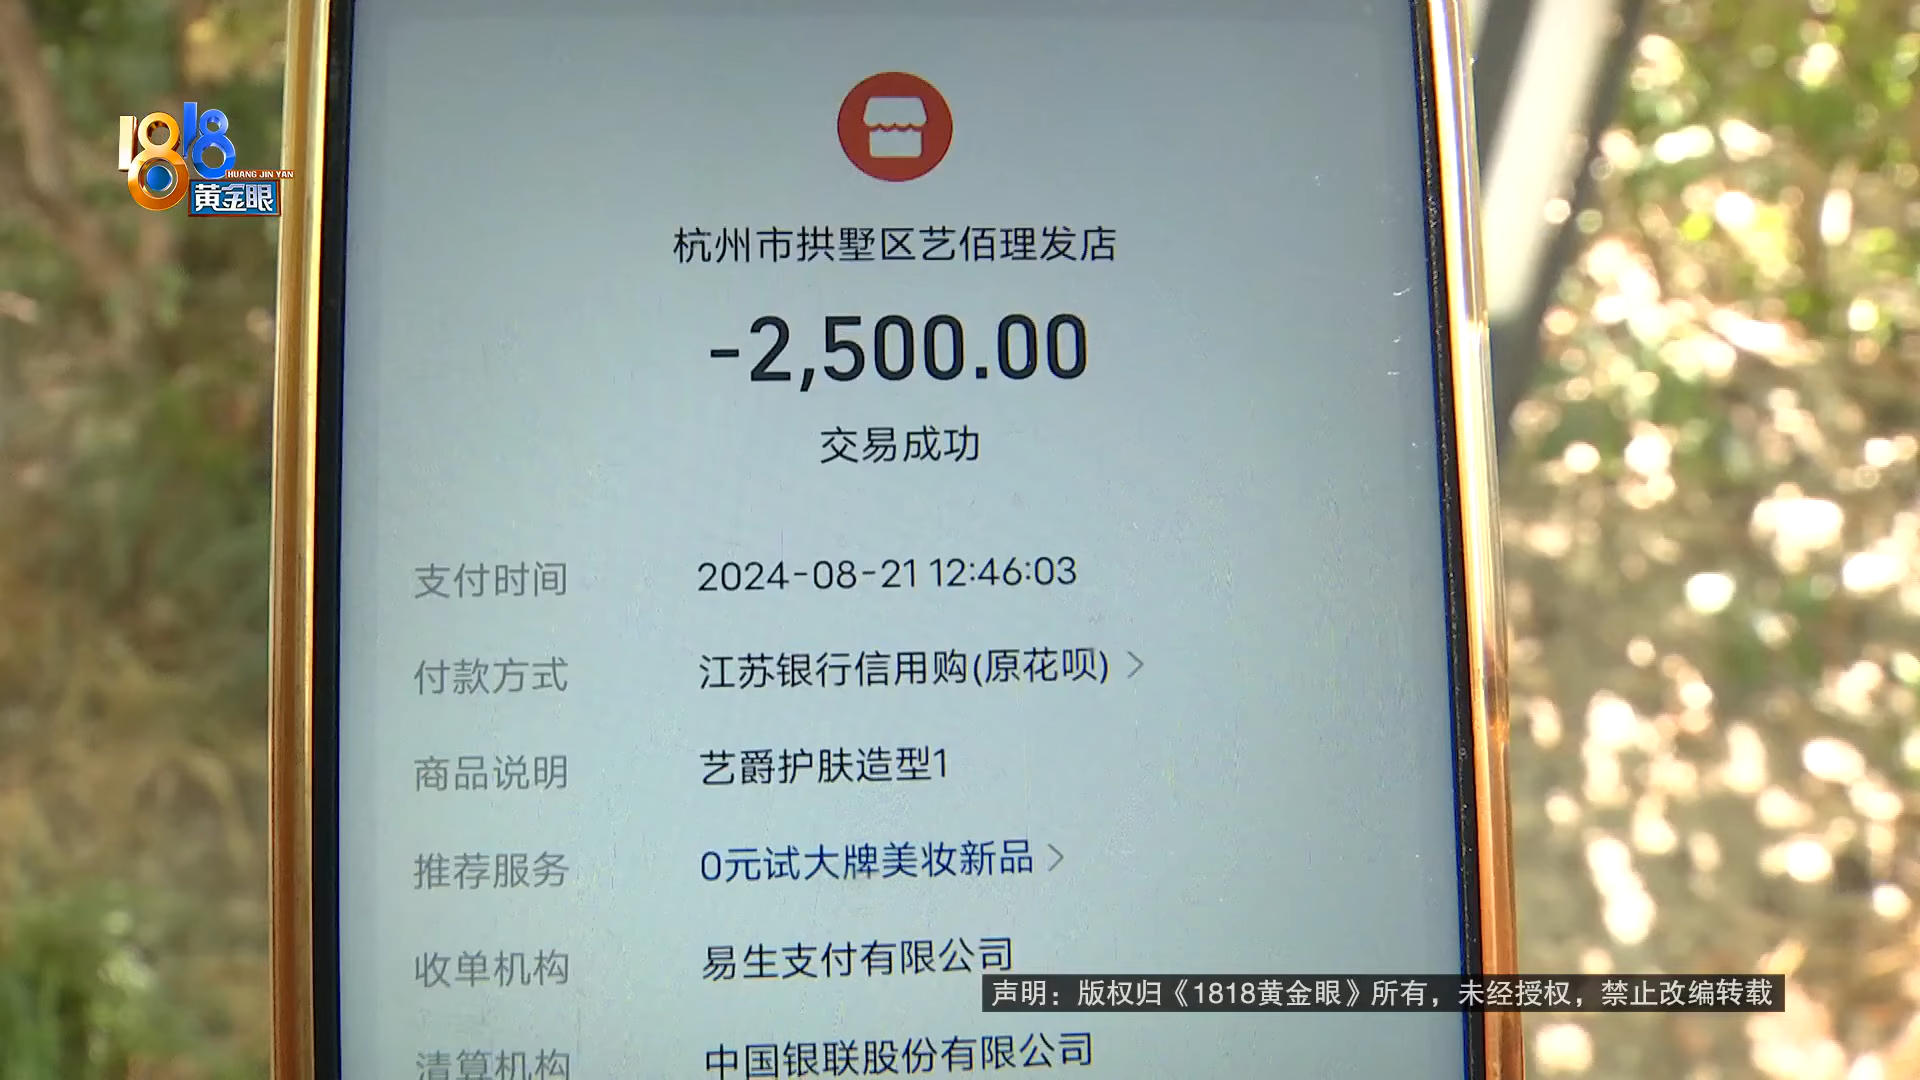 1818
HUANG JIN YAN
黄金眼
杭州市拱墅区艺佰理发店
-2,500.00
交易成功
支付时间 2024-08-21 12:46:03
付款方式 江苏银行信用购(原花呗) >
商品说明 艺爵护肤造型1
推荐服务 0元试大牌美妆新品 >
收单机构 易生支付有限公司
清算机构 中国银联股份有限公司
声明：版权归《1818黄金眼》所有，未经授权，禁止改编转载